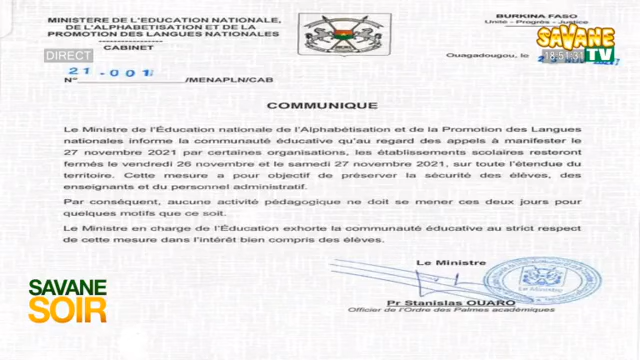 MINISTERE DE L'EDUCATION NATIONALE,
DE L'ALPHABETISATION ET DE LA
PROMOTION DES LANGUES NATIONALES
CABINET
DIRECT
BURKINA FASO
Unité - Progrès - Justice
Ouagadougou, le
SAVANE
TV
18:51:31
21-001
N° /MENAPLN/CAB
COMMUNIQUE
Le Ministre de l'Éducation nationale de l'Alphabétisation et de la Promotion des Langues
nationales informe la communauté éducative qu'au regard des appels à manifester le
27 novembre 2021 par certaines organisations, les établissements scolaires resteront
fermés le vendredi 26 novembre et le samedi 27 novembre 2021, sur toute l'étendue du
territoire. Cette mesure a pour objectif de préserver la sécurité des élèves, des
enseignants et du personnel administratif.
Par conséquent, aucune activité pédagogique ne doit se mener ces deux jours pour
quelques motifs que ce soit.
Le Ministre en charge de l'Éducation exhorte la communauté éducative au strict respect
de cette mesure dans l'intérêt bien compris des élèves.
Le Ministre
Le Ministre
Pr Stanislas OUARO
Officier de l'Ordre des Palmes académiques
SAVANE
SOIR